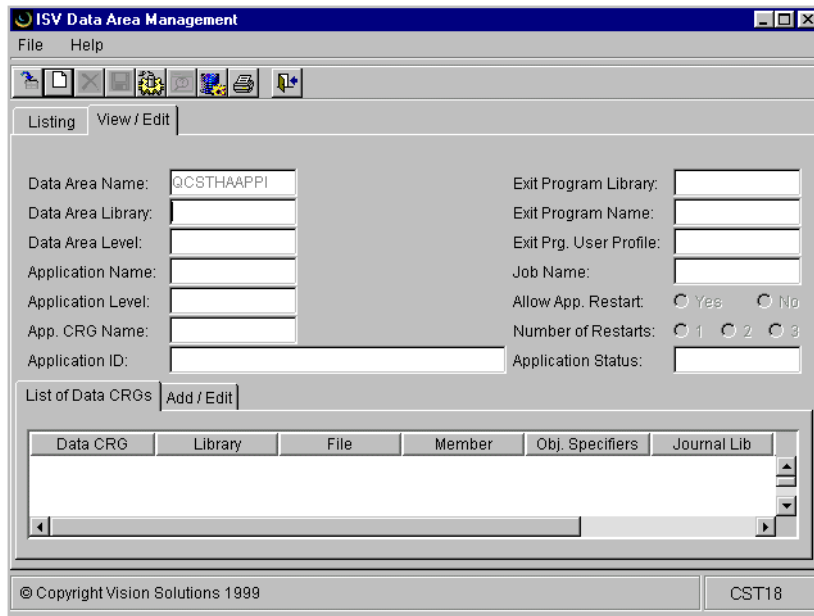 ISV Data Area Management
File Help
Listing View / Edit
Data Area Name: QCSTHAAPPI Exit Program Library:
Data Area Library: Exit Program Name:
Data Area Level: Exit Prg. User Profile:
Application Name: Job Name:
Application Level: Allow App. Restart: Yes No
App. CRG Name: Number of Restarts: 1 2 3
Application ID: Application Status:
List of Data CRGs Add / Edit
Data CRG Library File Member Obj. Specifiers Journal Lib
© Copyright Vision Solutions 1999 CST18